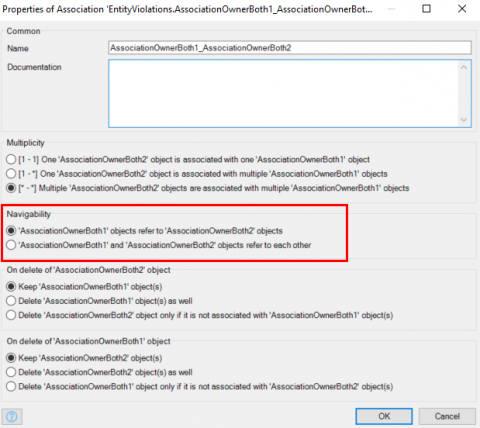 Properties of Association 'EntityViolations.AssociationOwnerBoth1_AssociationOwnerBot...
Common
Name
AssociationOwnerBoth1_AssociationOwnerBoth2
Documentation
Multiplicity
[1 - 1] One 'AssociationOwnerBoth2' object is associated with one 'AssociationOwnerBoth1' object
[1 - *] One 'AssociationOwnerBoth2' object is associated with multiple 'AssociationOwnerBoth1' objects
[* - *] Multiple 'AssociationOwnerBoth2' objects are associated with multiple 'AssociationOwnerBoth1' objects
Navigability
'AssociationOwnerBoth1' objects refer to 'AssociationOwnerBoth2' objects
'AssociationOwnerBoth1' and 'AssociationOwnerBoth2' objects refer to each other
On delete of 'AssociationOwnerBoth2' object
Keep 'AssociationOwnerBoth1' object(s)
Delete 'AssociationOwnerBoth1' object(s) as well
Delete 'AssociationOwnerBoth2' object only if it is not associated with 'AssociationOwnerBoth1' object(s)
On delete of 'AssociationOwnerBoth1' object
Keep 'AssociationOwnerBoth2' object(s)
Delete 'AssociationOwnerBoth2' object(s) as well
Delete 'AssociationOwnerBoth1' object only if it is not associated with 'AssociationOwnerBoth2' object(s)
?
OK
Cancel